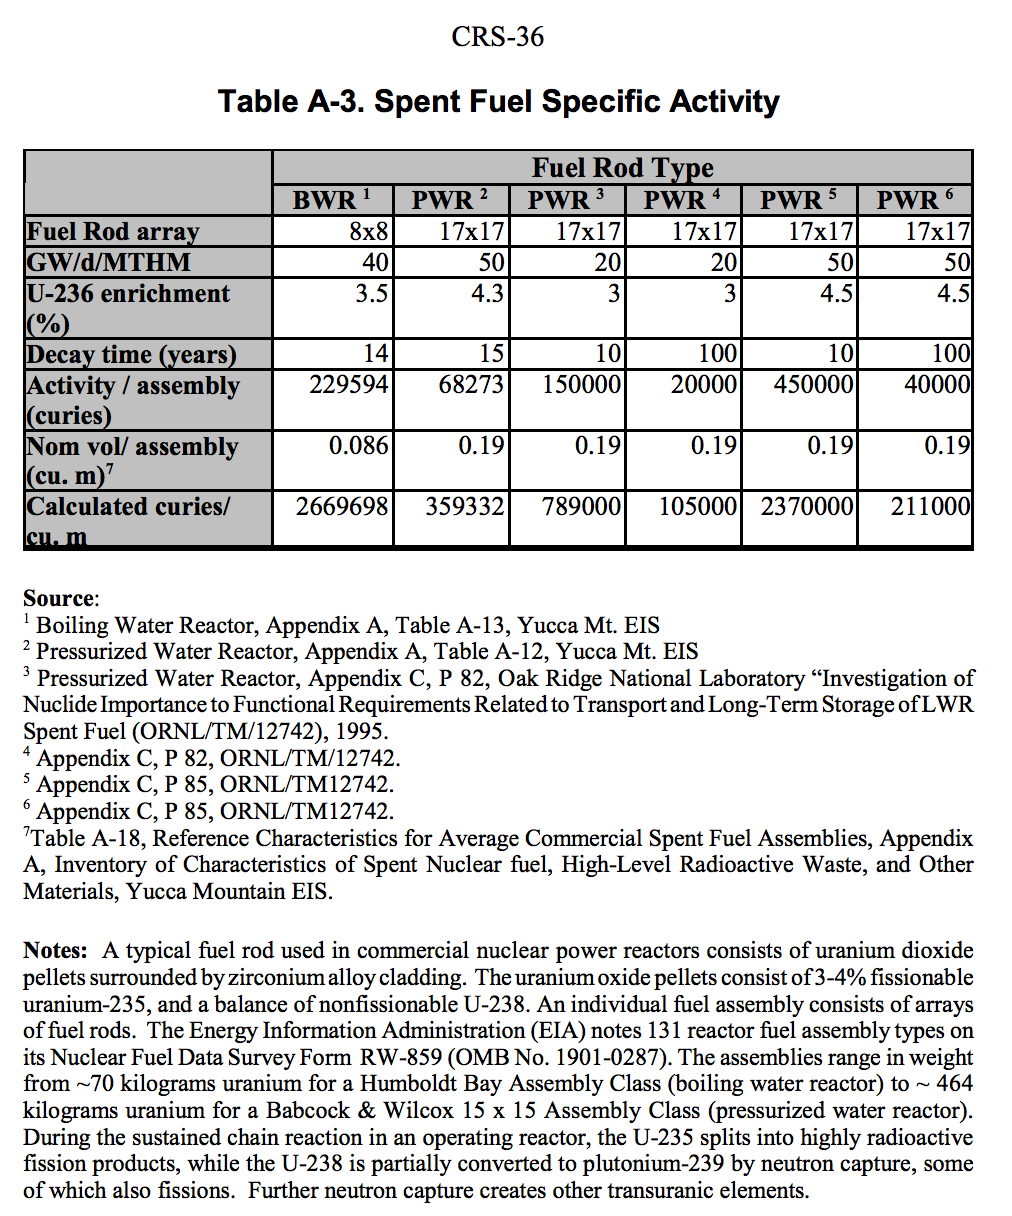 CRS-36
Table A-3. Spent Fuel Specific Activity
Fuel Rod Type
BWR 1 PWR 2 PWR 3 PWR 4 PWR 5 PWR 6
Fuel Rod array 8x8 17x17 17x17 17x17 17x17 17x17
GW/d/MTHM 40 50 20 20 50 50
U-236 enrichment 3.5 4.3 3 3 4.5 4.5
(%)
Decay time (years) 14 15 10 100 10 100
Activity / assembly 229594 68273 150000 20000 450000 40000
(curies)
Nom vol/ assembly 0.086 0.19 0.19 0.19 0.19 0.19
(cu. m)7
Calculated curies/ 2669698 359332 789000 105000 2370000 211000
cu. m
Source:
1 Boiling Water Reactor, Appendix A, Table A-13, Yucca Mt. EIS
2 Pressurized Water Reactor, Appendix A, Table A-12, Yucca Mt. EIS
3 Pressurized Water Reactor, Appendix C, P 82, Oak Ridge National Laboratory “Investigation of
Nuclide Importance to Functional Requirements Related to Transport and Long-Term Storage of LWR
Spent Fuel (ORNL/TM/12742), 1995.
4 Appendix C, P 82, ORNL/TM/12742.
5 Appendix C, P 85, ORNL/TM12742.
6 Appendix C, P 85, ORNL/TM12742.
7Table A-18, Reference Characteristics for Average Commercial Spent Fuel Assemblies, Appendix
A, Inventory of Characteristics of Spent Nuclear fuel, High-Level Radioactive Waste, and Other
Materials, Yucca Mountain EIS.
Notes: A typical fuel rod used in commercial nuclear power reactors consists of uranium dioxide
pellets surrounded by zirconium alloy cladding. The uranium oxide pellets consist of 3-4% fissionable
uranium-235, and a balance of nonfissionable U-238. An individual fuel assembly consists of arrays
of fuel rods. The Energy Information Administration (EIA) notes 131 reactor fuel assembly types on
its Nuclear Fuel Data Survey Form RW-859 (OMB No. 1901-0287). The assemblies range in weight
from ~70 kilograms uranium for a Humboldt Bay Assembly Class (boiling water reactor) to ~ 464
kilograms uranium for a Babcock & Wilcox 15 x 15 Assembly Class (pressurized water reactor).
During the sustained chain reaction in an operating reactor, the U-235 splits into highly radioactive
fission products, while the U-238 is partially converted to plutonium-239 by neutron capture, some
of which also fissions. Further neutron capture creates other transuranic elements.